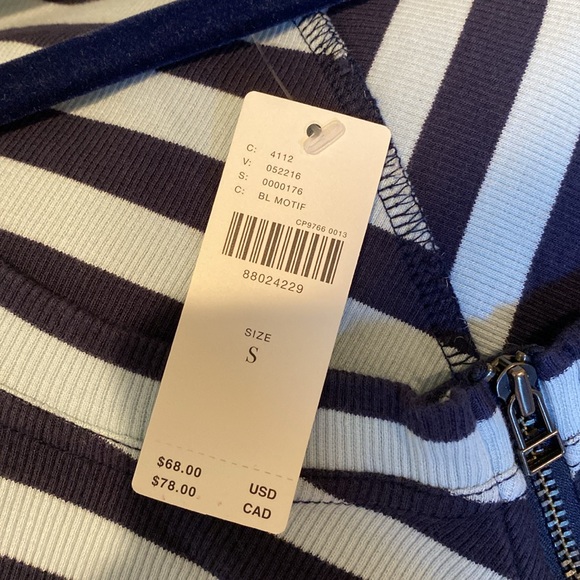 C: 4112
V: 052216
S: 0000176
C: BL MOTIF
CP9766 0013
88024229
SIZE
S
$68.00 USD
$78.00 CAD